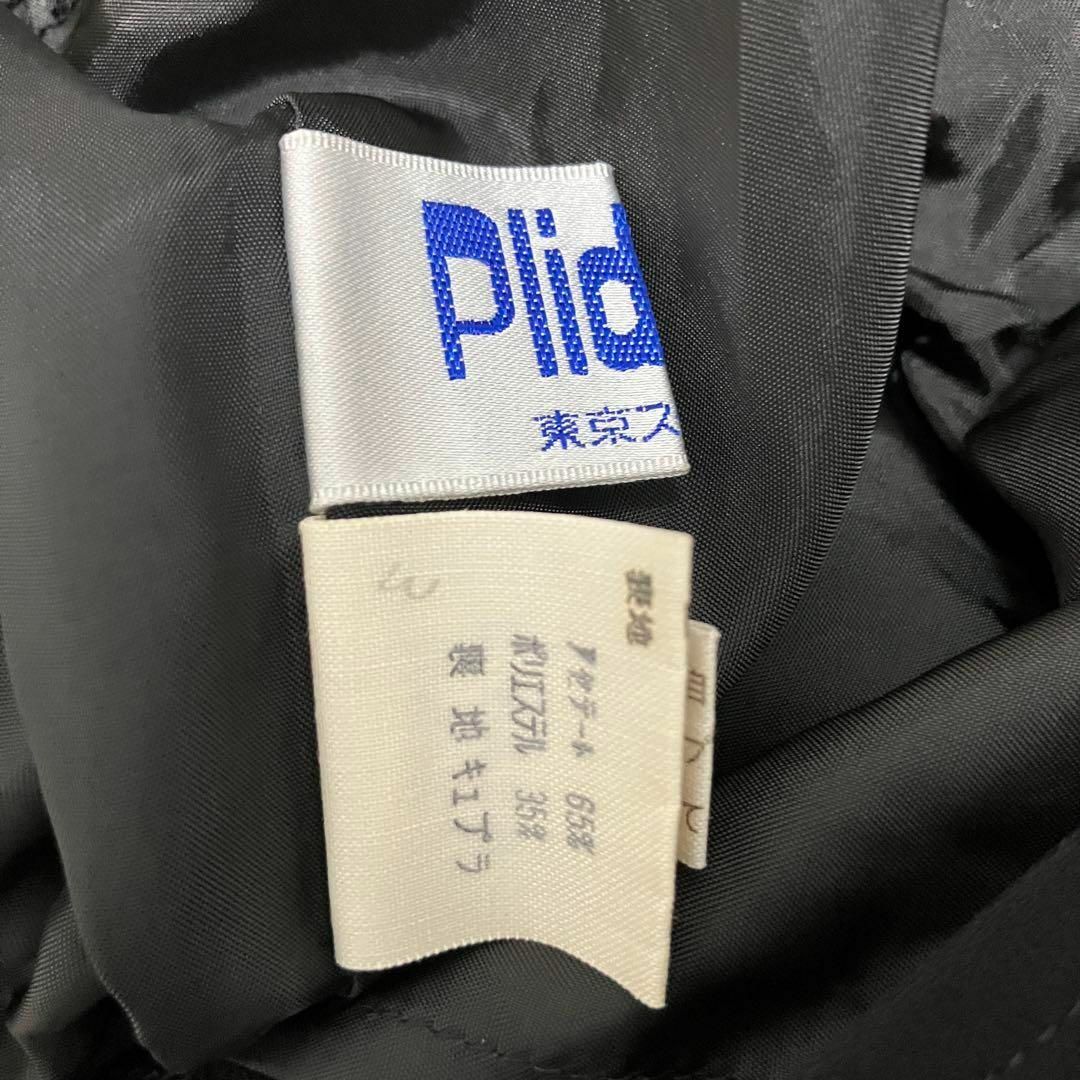 Plid
東京ス
表地
アセテート 65%
ポリエステル 35%
裏地キュプラ